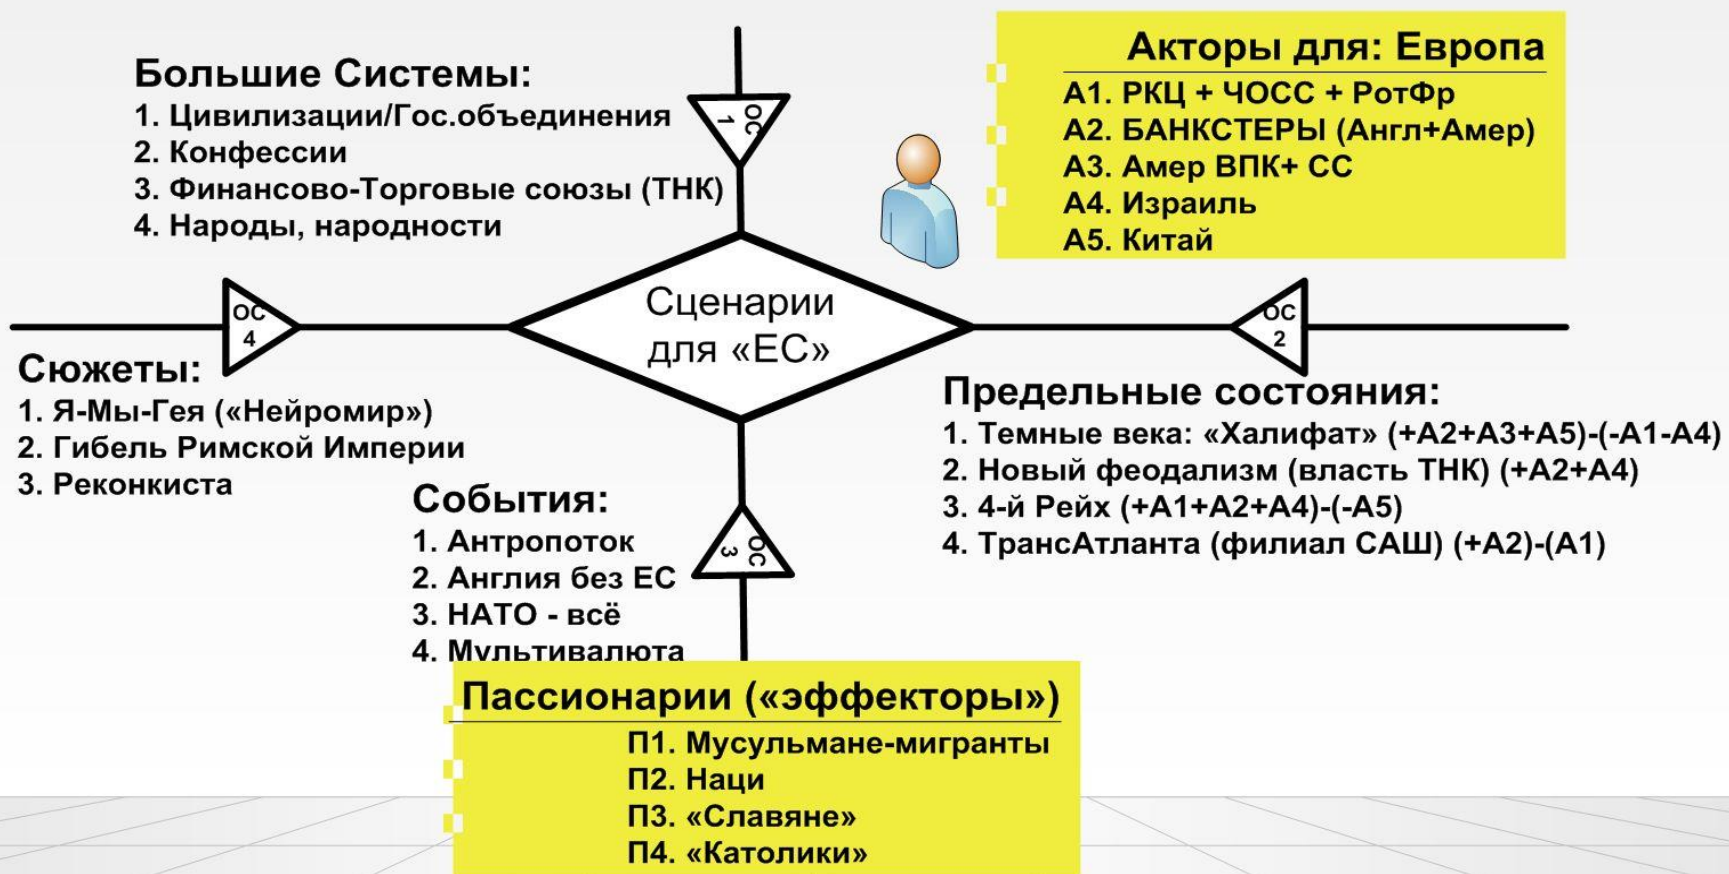 Большие Системы:
1. Цивилизации/Гос.объединения
2. Конфессии
3. Финансово-Торговые союзы (ТНК)
4. Народы, народности
ОС
1
Акторы для: Европа
А1. РКЦ + ЧОСС + РотФр
А2. БАНКСТЕРЫ (Англ+Амер)
А3. Амер ВПК+ СС
А4. Израиль
А5. Китай
Сценарии
для «ЕС»
ОС
4
ОС
2
Сюжеты:
1. Я-Мы-Гея («Нейромир»)
2. Гибель Римской Империи
3. Реконкиста
Предельные состояния:
1. Темные века: «Халифат» (+А2+А3+А5)-(-А1-А4)
2. Новый феодализм (власть ТНК) (+А2+А4)
3. 4-й Рейх (+А1+А2+А4)-(-А5)
4. ТрансАтланта (филиал САШ) (+А2)-(А1)
События:
1. Антропоток
2. Англия без ЕС
3. НАТО - всё
4. Мультивалюта
ОС
3
Пассионарии («эффекторы»)
П1. Мусульмане-мигранты
П2. Наци
П3. «Славяне»
П4. «Католики»